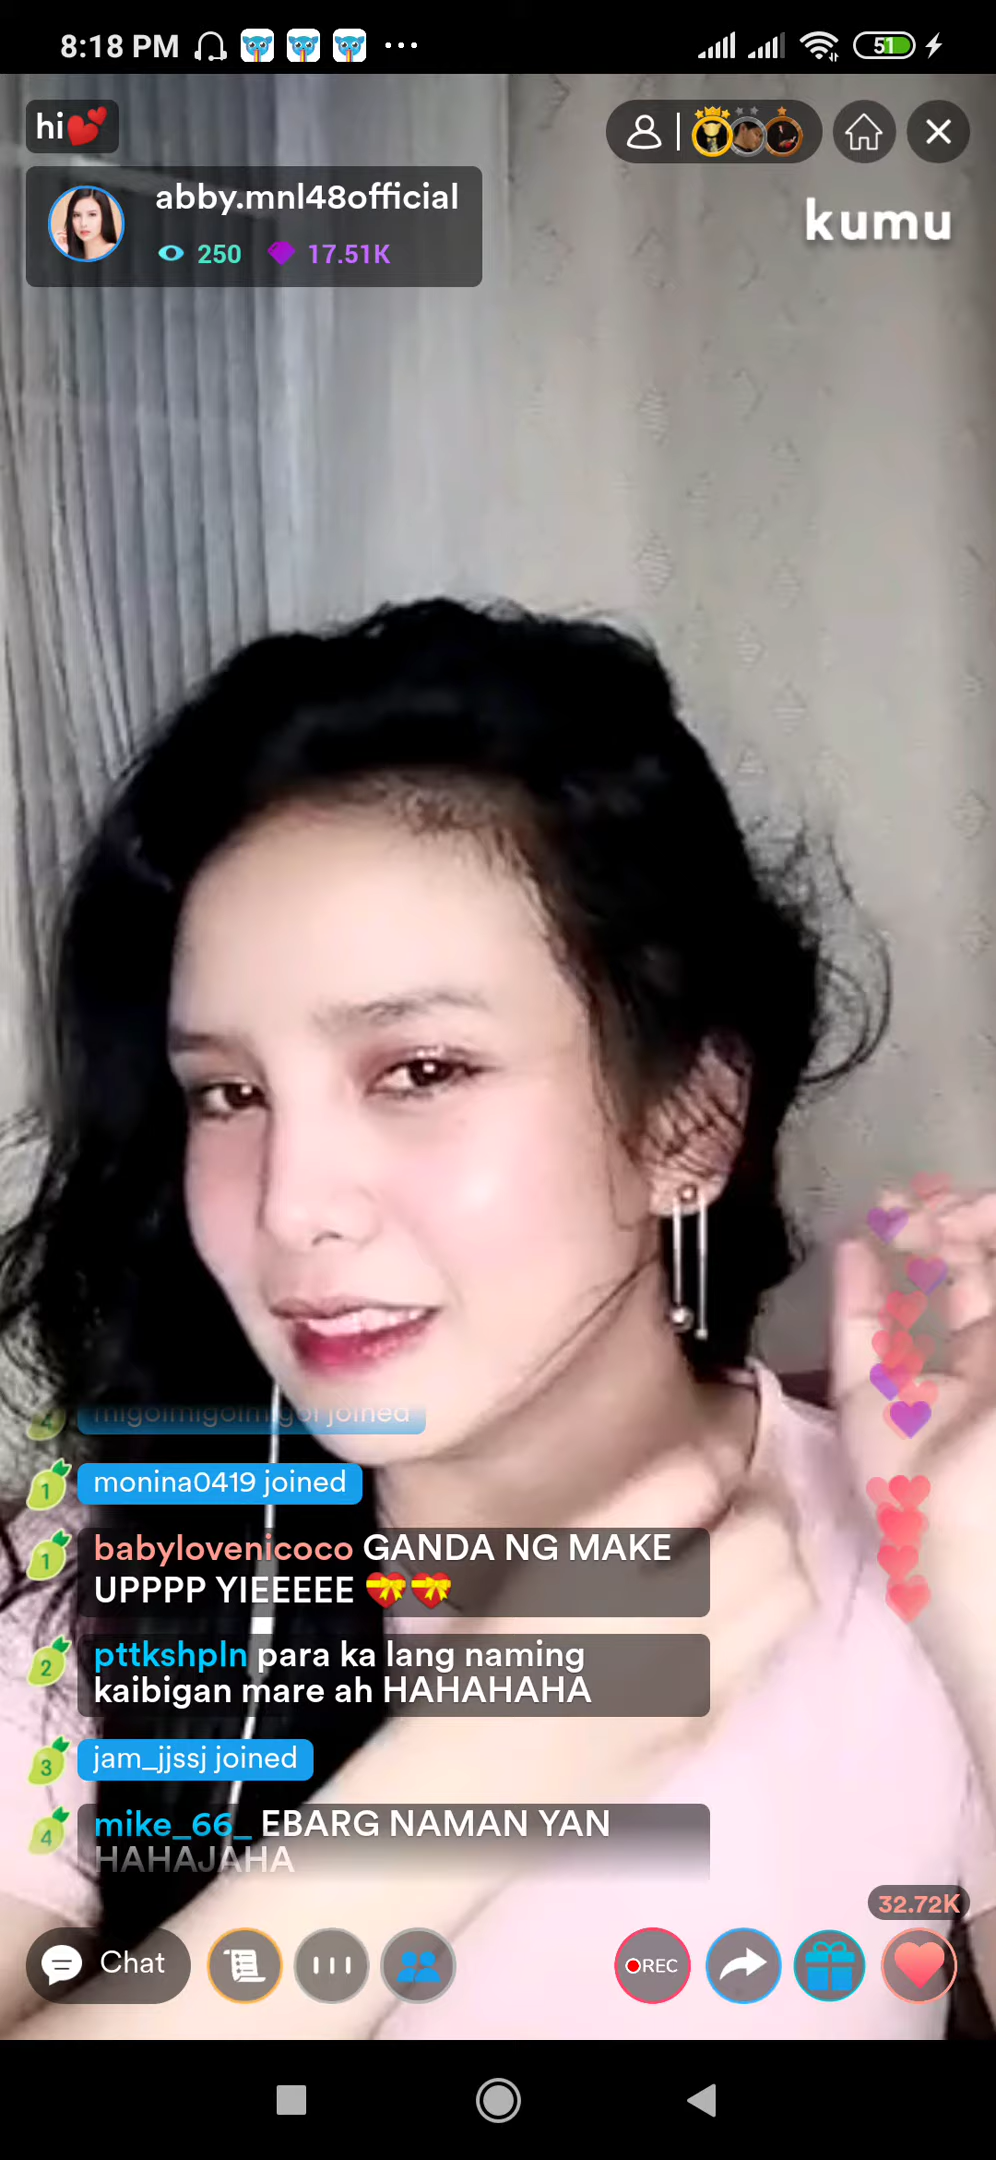 8:18 PM
51
hi💕
abby.mnl48official
250 17.51K
kumu
migoimigoimigoi joined
1 monina0419 joined
1 babylovenicoco GANDA NG MAKE
UPPPP YIEEEEE 💝💝
2 pttkshpln para ka lang naming
kaibigan mare ah HAHAHAHA
3 jam_jjssj joined
4 mike_66_ EBARG NAMAN YAN
HAHAJAHA
32.72K
Chat
REC